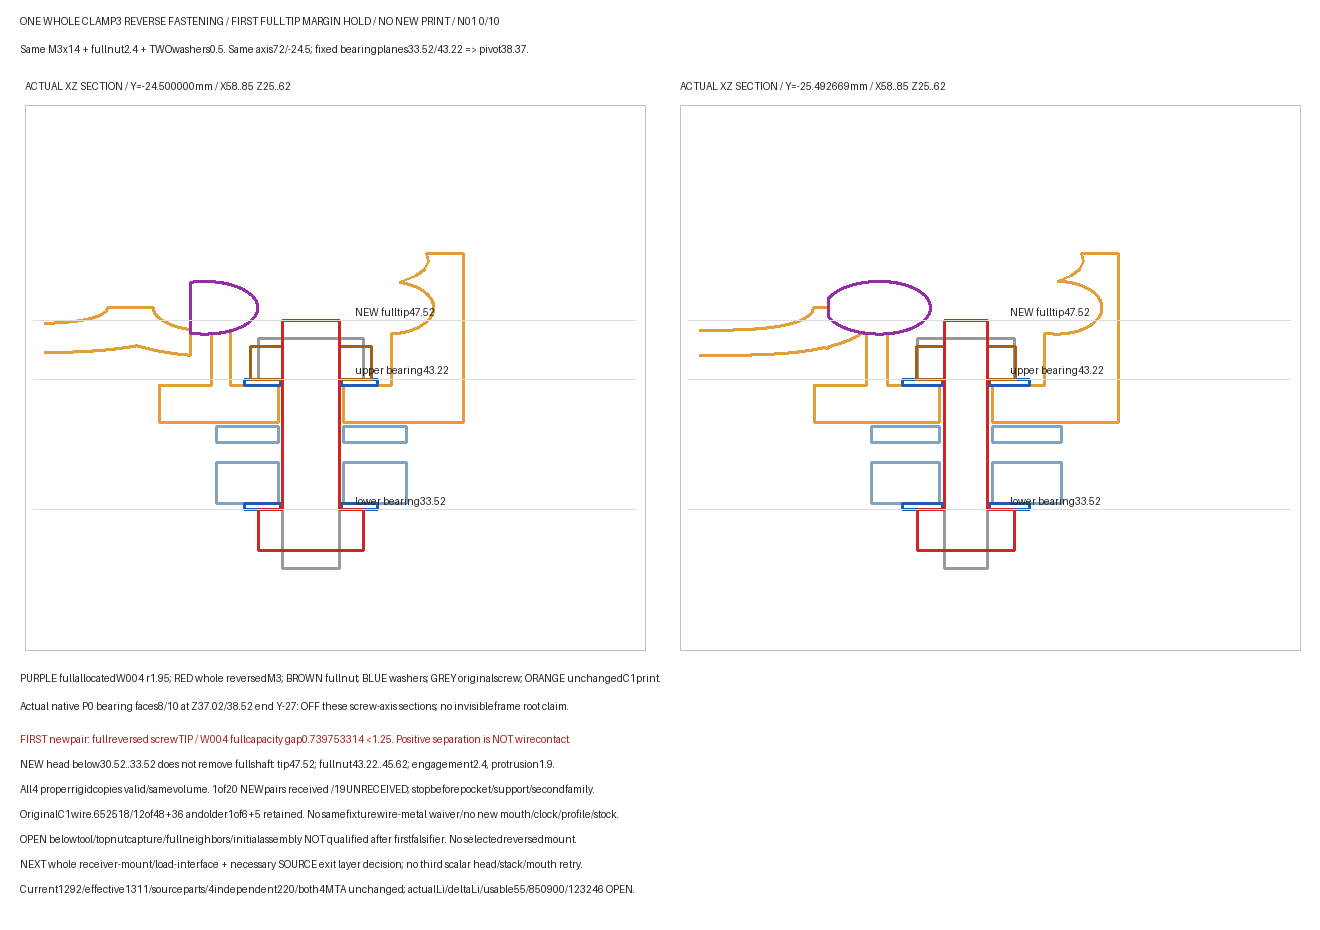 ONE WHOLE CLAMP3 REVERSE FASTENING / FIRST FULL TIP MARGIN HOLD / NO NEW PRINT / N01 0/10
Same M3x14 + fullnut2.4 + TWOwashers0.5. Same axis72/-24.5; fixed bearingplanes33.52/43.22 => pivot38.37.
ACTUAL XZ SECTION / Y=-24.500000mm / X58..85 Z25..62
ACTUAL XZ SECTION / Y=-25.492669mm / X58..85 Z25..62
NEW fulltip47.52
NEW fulltip47.52
upper bearing43.22
upper bearing43.22
lower bearing33.52
lower bearing33.52
PURPLE fullallocatedW004 r1.95; RED whole reversedM3; BROWN fullnut; BLUE washers; GREY originalscrew; ORANGE unchangedC1print.
Actual native P0 bearing faces8/10 at Z37.02/38.52 end Y-27: OFF these screw-axis sections; no invisibleframe root claim.
FIRST newpair: fullreversed screwTIP / W004 fullcapacity gap0.739753314 <1.25. Positive separation is NOT wirecontact.
NEW head below30.52..33.52 does not remove fullshaft: tip47.52; fullnut43.22..45.62; engagement2.4, protrusion1.9.
All4 properrigidcopies valid/samevolume. 1of20 NEWpairs received /19UNRECEIVED; stopbeforepocket/support/secondfamily.
OriginalC1wire.652518/12of48+36 andolder1of6+5 retained. No samefixturewire-metal waiver/no new mouth/clock/profile/stock.
OPEN belowtool/topnutcapture/fullneighbors/initialassembly NOT qualified after firstfalsifier. No selectedreversedmount.
NEXT whole receiver-mount/load-interface + necessary SOURCE exit layer decision; no third scalar head/stack/mouth retry.
Current1292/effective1311/sourceparts/4independent220/both4MTA unchanged; actualLi/deltaLi/usable55/850900/123246 OPEN.